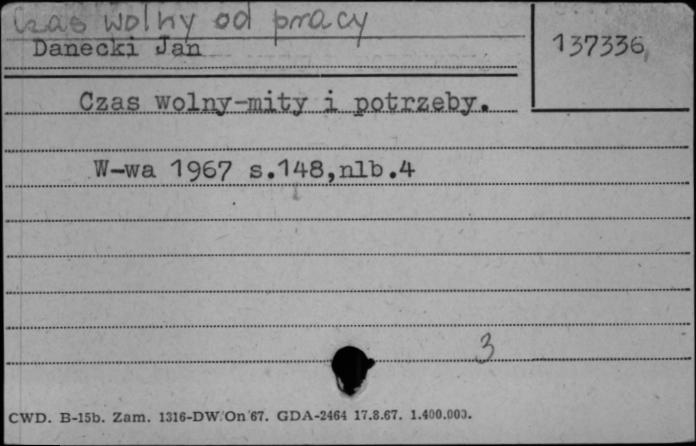 Czas wolny od pracy
Danecki Jan
137336
Czas wolny-mity i potrzeby.
W-wa 1967 s.148,nlb.4
3
CWD. B-15b. Zam. 1316-DW.On 67. GDA-2464 17.8.67. 1.400.000.